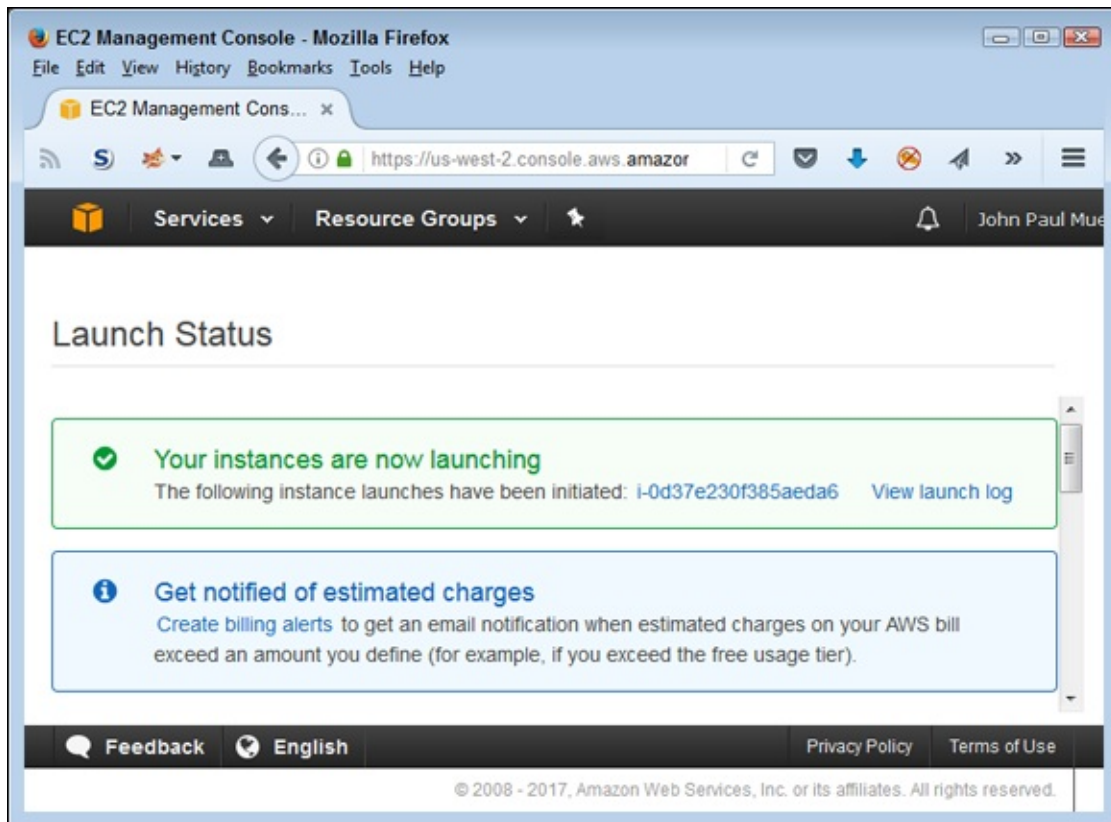 EC2 Management Console - Mozilla Firefox
File Edit View History Bookmarks Tools Help
EC2 Management Cons... ×
S) https://us-west-2.console.aws.amazor »
Services Resource Groups John Paul Mue
Launch Status
Your instances are now launching
The following instance launches have been initiated: i-0d37e230f385aeda6 View launch log
Get notified of estimated charges
Create billing alerts to get an email notification when estimated charges on your AWS bill
exceed an amount you define (for example, if you exceed the free usage tier).
Feedback English Privacy Policy Terms of Use
© 2008 - 2017, Amazon Web Services, Inc. or its affiliates. All rights reserved.